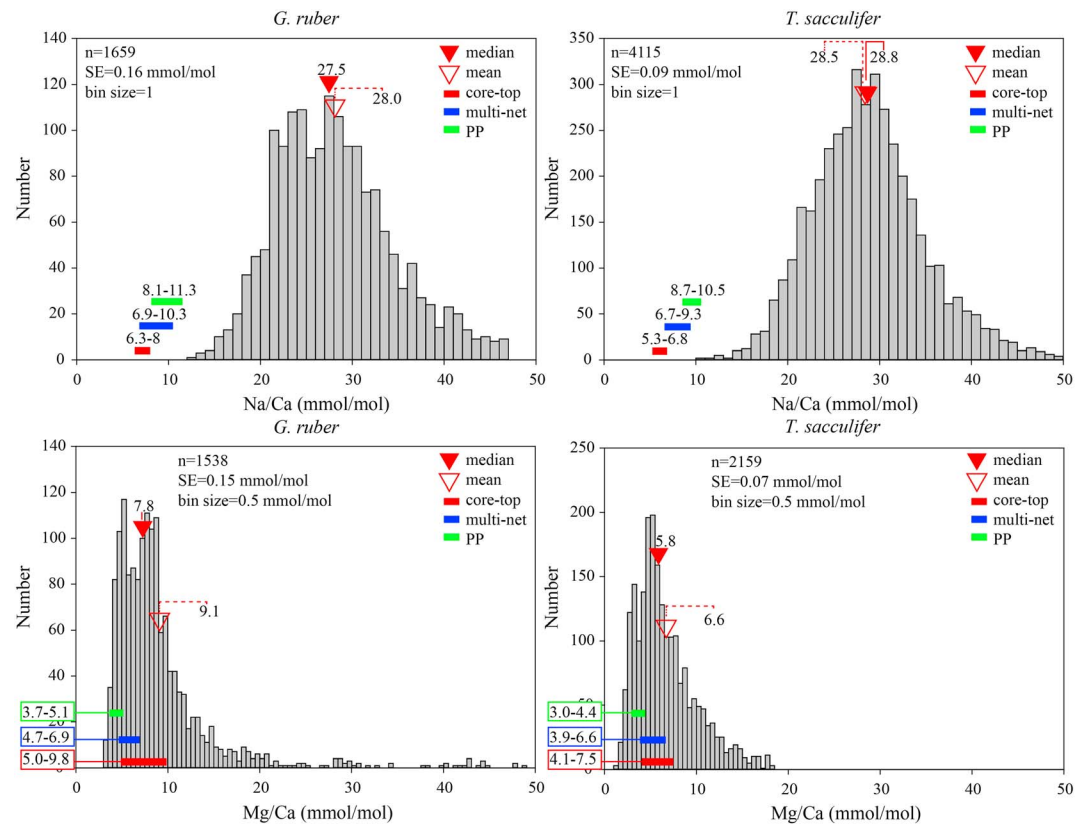 G. ruber
n=1659
SE=0.16 mmol/mol
bin size=1
27.5
28.0
median
mean
core-top
multi-net
PP
8.1-11.3
6.9-10.3
6.3-8
140
120
100
80
60
40
20
0
Number
0 10 20 30 40 50
Na/Ca (mmol/mol)
T. sacculifer
n=4115
SE=0.09 mmol/mol
bin size=1
28.5
28.8
median
mean
core-top
multi-net
PP
8.7-10.5
6.7-9.3
5.3-6.8
350
300
250
200
150
100
50
0
Number
0 10 20 30 40 50
Na/Ca (mmol/mol)
G. ruber
n=1538
SE=0.15 mmol/mol
bin size=0.5 mmol/mol
7.8
9.1
median
mean
core-top
multi-net
PP
3.7-5.1
4.7-6.9
5.0-9.8
140
120
100
80
60
40
20
0
Number
0 10 20 30 40 50
Mg/Ca (mmol/mol)
T. sacculifer
n=2159
SE=0.07 mmol/mol
bin size=0.5 mmol/mol
5.8
6.6
median
mean
core-top
multi-net
PP
3.0-4.4
3.9-6.6
4.1-7.5
250
200
150
100
50
0
Number
0 10 20 30 40 50
Mg/Ca (mmol/mol)